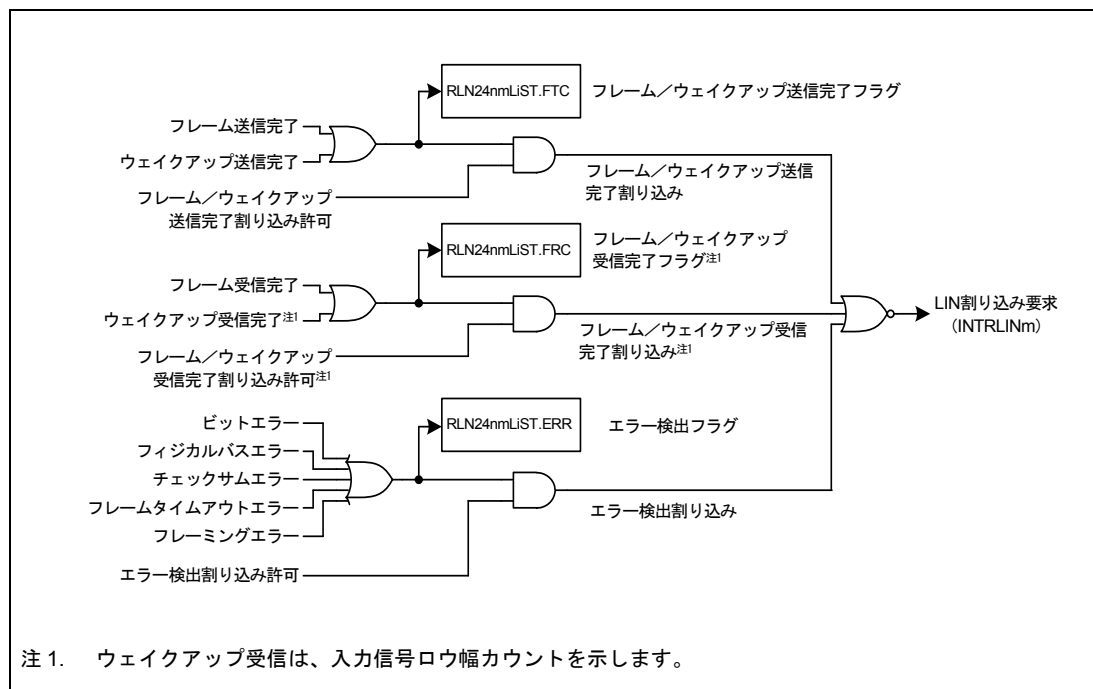 RLN24nmLiST.FTC
フレーム／ウェイクアップ送信完了フラグ
フレーム送信完了
ウェイクアップ送信完了
フレーム／ウェイクアップ
送信完了割り込み許可
フレーム／ウェイクアップ送信
完了割り込み
RLN24nmLiST.FRC
フレーム／ウェイクアップ
受信完了フラグ注1
フレーム受信完了
ウェイクアップ受信完了注1
フレーム／ウェイクアップ
受信完了割り込み許可注1
フレーム／ウェイクアップ受信
完了割り込み注1
LIN割り込み要求
（INTRLINm）
RLN24nmLiST.ERR
エラー検出フラグ
ビットエラー
フィジカルバスエラー
チェックサムエラー
フレームタイムアウトエラー
フレーミングエラー
エラー検出割り込み許可
エラー検出割り込み
注 1. ウェイクアップ受信は、入力信号ロウ幅カウントを示します。